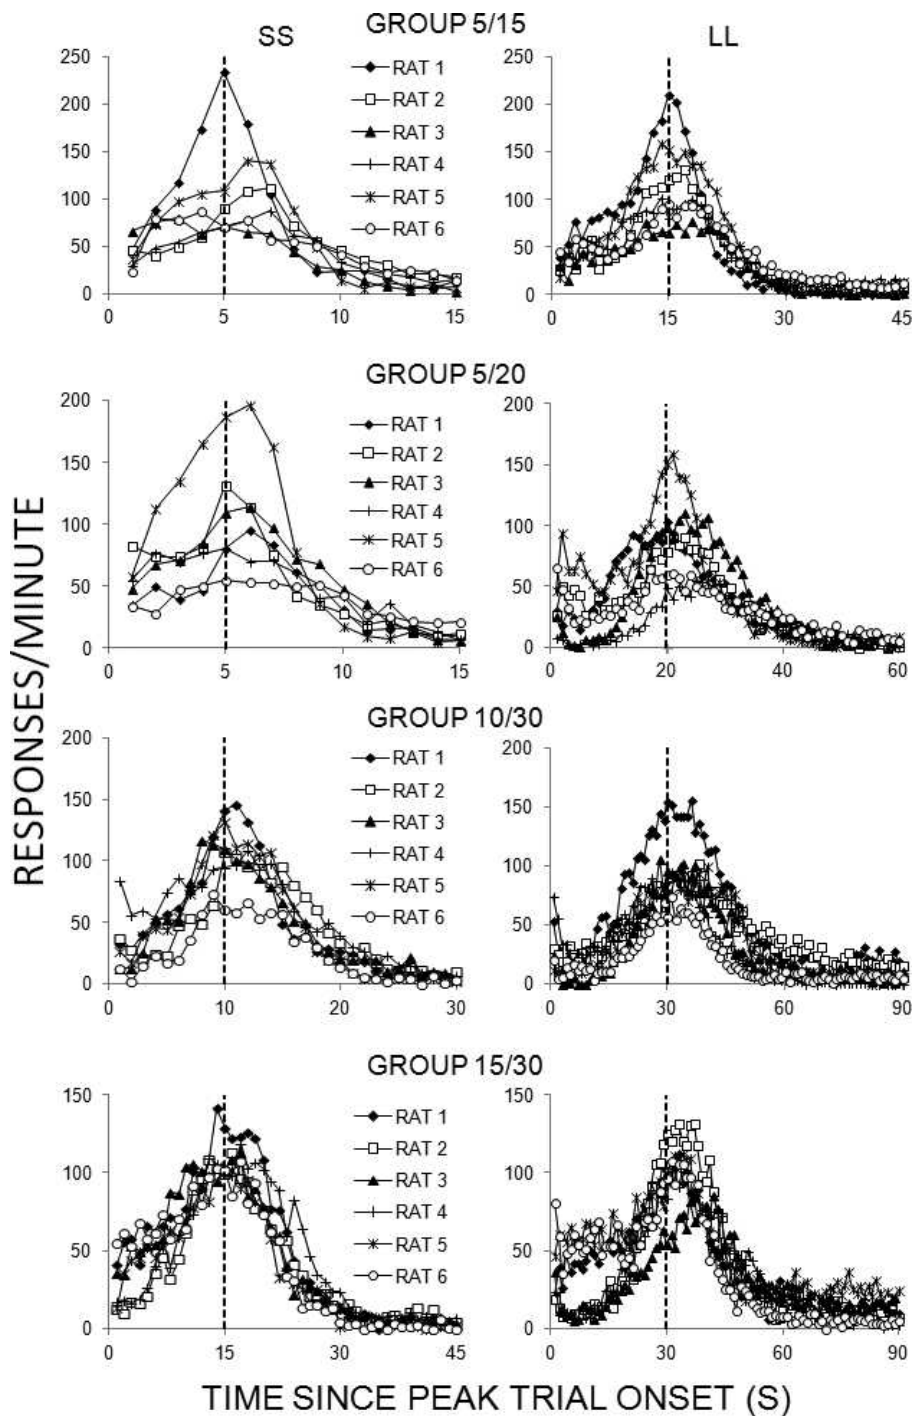 GROUP 5/15
SS
LL
250
200
150
100
50
0
0
5
10
15
RAT 1
RAT 2
RAT 3
RAT 4
RAT 5
RAT 6
250
200
150
100
50
0
0
15
30
45
GROUP 5/20
200
150
100
50
0
0
5
10
15
RAT 1
RAT 2
RAT 3
RAT 4
RAT 5
RAT 6
200
150
100
50
0
0
20
40
60
RESPONSES/MINUTE
GROUP 10/30
200
150
100
50
0
0
10
20
30
RAT 1
RAT 2
RAT 3
RAT 4
RAT 5
RAT 6
200
150
100
50
0
0
30
60
90
GROUP 15/30
150
100
50
0
0
15
30
45
RAT 1
RAT 2
RAT 3
RAT 4
RAT 5
RAT 6
150
100
50
0
0
30
60
90
TIME SINCE PEAK TRIAL ONSET (S)